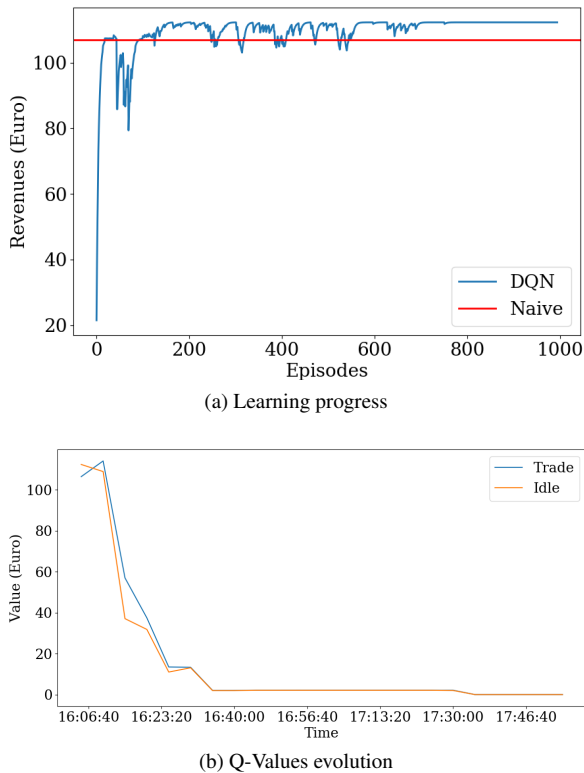 100
80
60
40
20
Revenues (Euro)
DQN
Naive
0 200 400 600 800 1000
Episodes
(a) Learning progress
100
80
60
40
20
0
Value (Euro)
Trade
Idle
16:06:40 16:23:20 16:40:00 16:56:40 17:13:20 17:30:00 17:46:40
Time
(b) Q-Values evolution